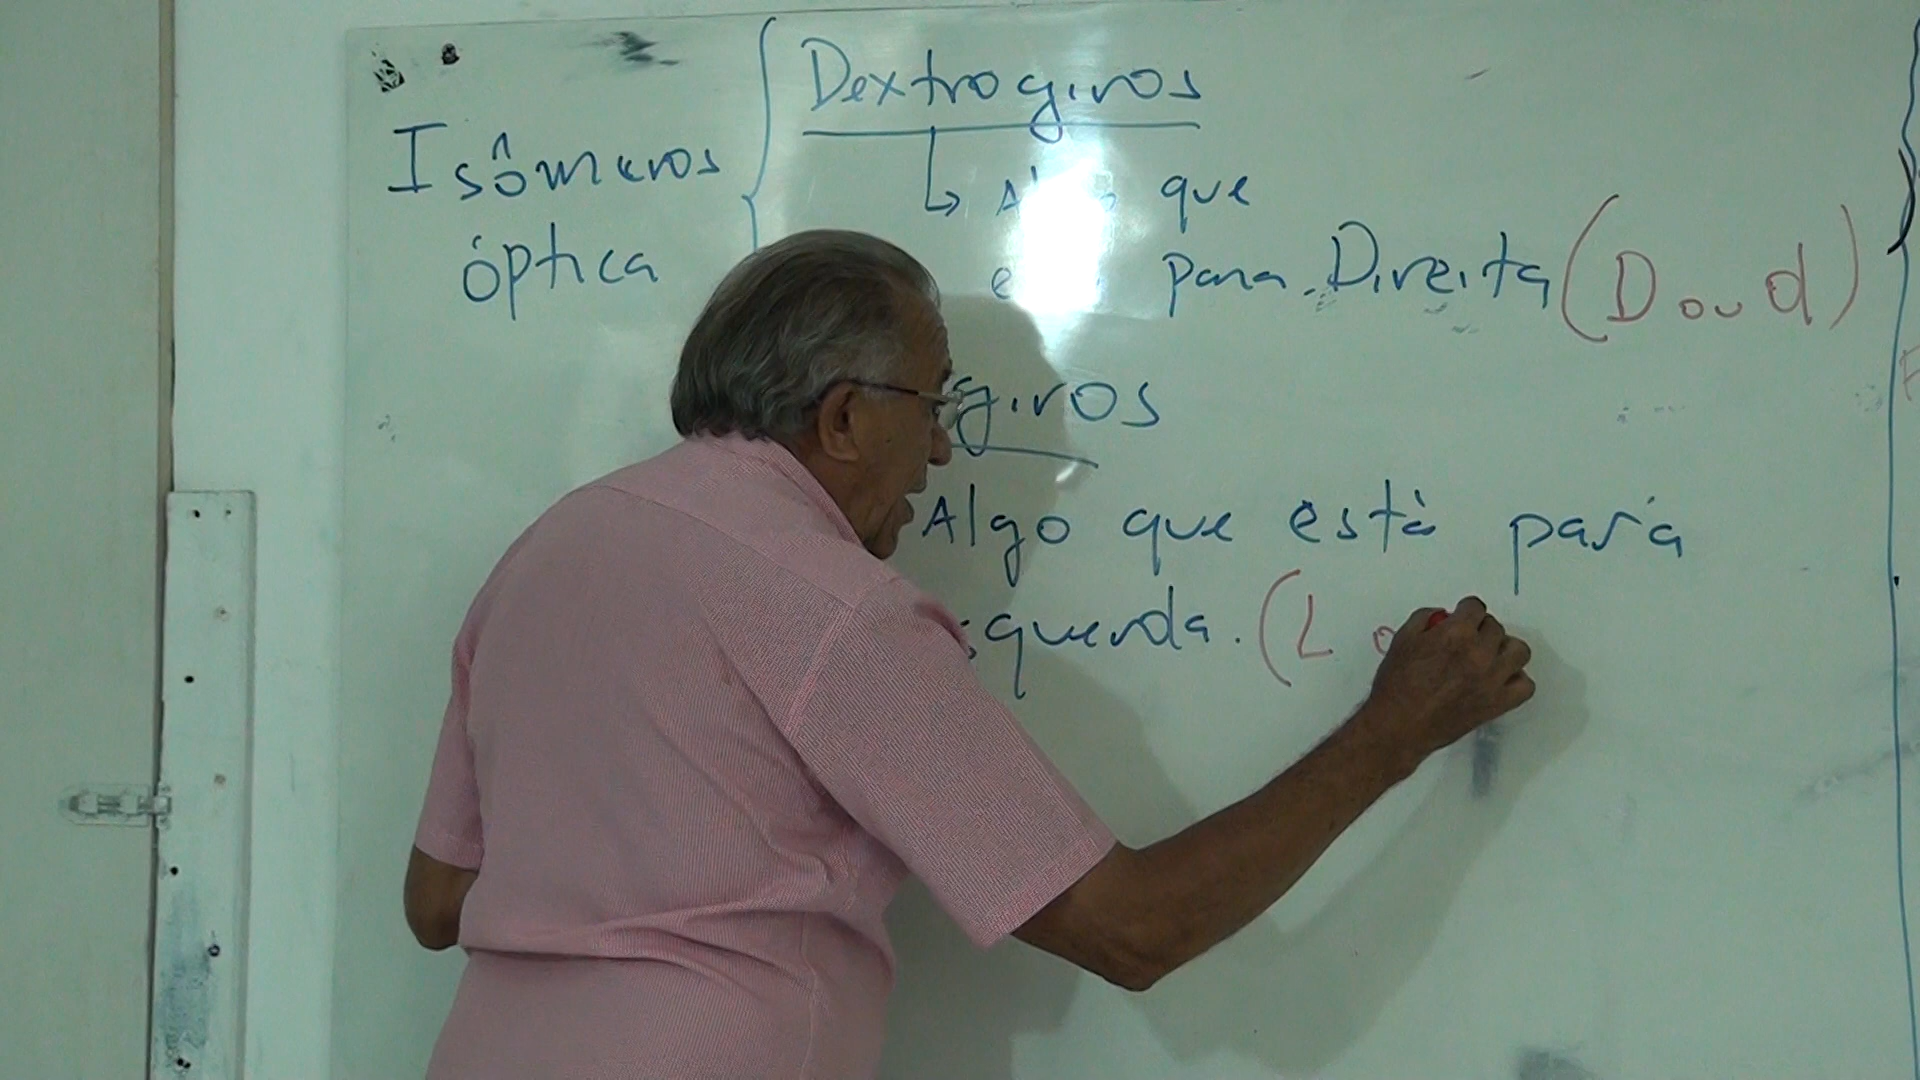 Dextrogiros
Isômeros
óptica
que
para Direita (D ou d)
giros
Algo que está para
squerda. (L o